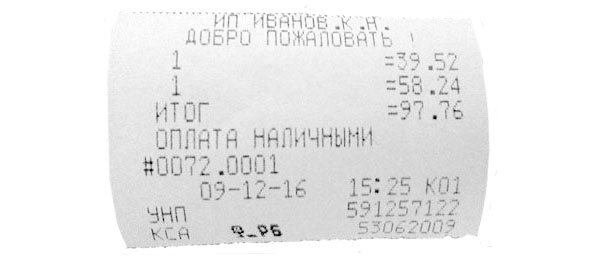 ИП ИВАНОВ.К.Н.
ДОБРО ПОЖАЛОВАТЬ !
1 =39.52
1 =58.24
ИТОГ =97.76
ОПЛАТА НАЛИЧНЫМИ
#0072.0001
09-12-16 15:25 К01
УНП 591257122
КСА РБ 53062009